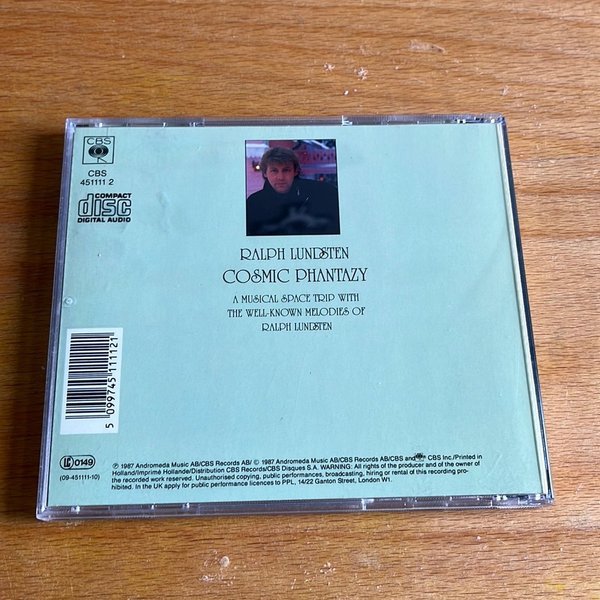 CBS
CBS
451111 2
COMPACT
disc
DIGITAL AUDIO
RALPH LUNDSTEN
COSMIC PHANTAZY
A MUSICAL SPACE TRIP WITH
THE WELL-KNOWN MELODIES OF
RALPH LUNDSTEN
5 099745 111121
LC 0149
(09-451111-10)
℗ 1987 Andromeda Music AB/CBS Records AB/ © 1987 Andromeda Music AB/CBS Records AB/CBS and CBS Inc./Printed in
Holland/Imprimé Hollande/Distribution CBS Records/CBS Disques S.A. WARNING: All rights of the producer and of the owner of
the recorded work reserved. Unauthorised copying, public performances, broadcasting, hiring or rental of this recording pro-
hibited. In the UK apply for public performance licences to PPL, 14/22 Ganton Street, London W1.